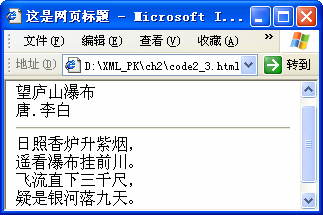 这是网页标题 - Microsoft I...
文件(F) 编辑(E) 查看(V) 收藏(A) »
地址(D) D:\XML_PK\ch2\code2_3.html 转到
望庐山瀑布
唐.李白
日照香炉升紫烟，
遥看瀑布挂前川。
飞流直下三千尺，
疑是银河落九天。